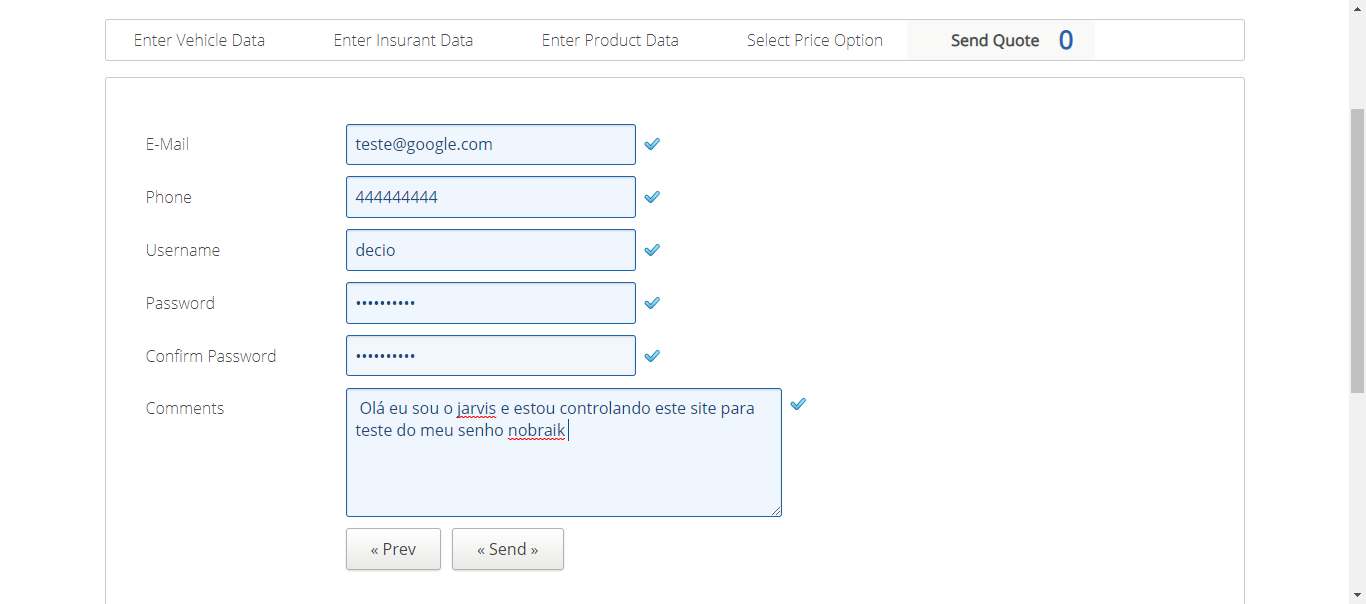 Enter Vehicle Data Enter Insurant Data Enter Product Data Select Price Option Send Quote 0
E-Mail teste@google.com
Phone 444444444
Username decio
Password ••••••••••
Confirm Password ••••••••••
Comments Olá eu sou o jarvis e estou controlando este site para
teste do meu senho nobraik
« Prev « Send »